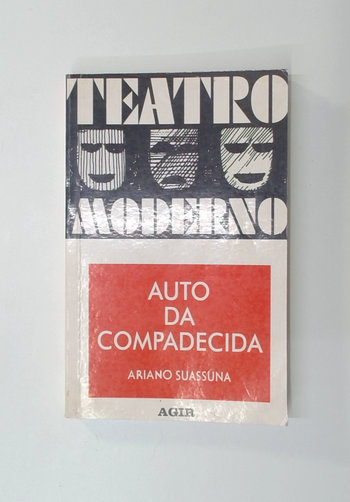 TEATRO
MODERNO
AUTO
DA
COMPADECIDA
ARIANO SUASSUNA
AGIR